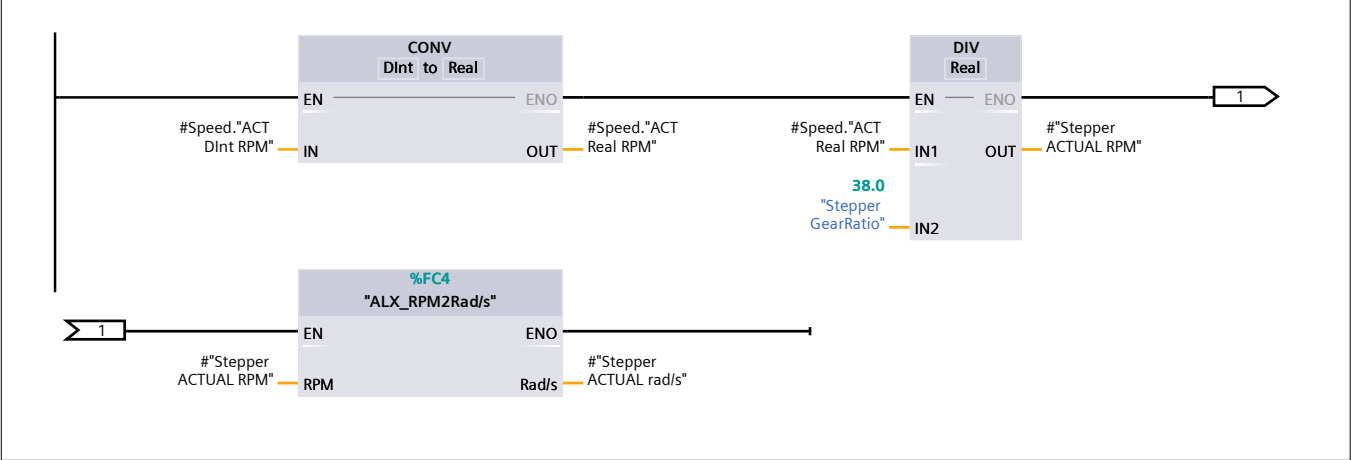 CONV
DInt to Real
EN
ENO
#Speed."ACT
DInt RPM"
IN
OUT
#Speed."ACT
Real RPM"
DIV
Real
EN
ENO
#Speed."ACT
Real RPM"
IN1
OUT
#"Stepper
ACTUAL RPM"
38.0
"Stepper
GearRatio"
IN2
1
1
%FC4
"ALX_RPM2Rad/s"
EN
ENO
#"Stepper
ACTUAL RPM"
RPM
Rad/s
#"Stepper
ACTUAL rad/s"